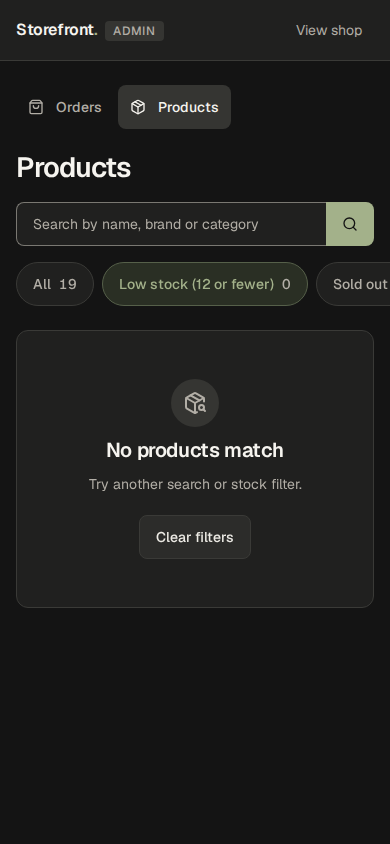 Storefront. ADMIN View shop
Orders Products
Products
Search by name, brand or category
All 19 Low stock (12 or fewer) 0 Sold out
No products match
Try another search or stock filter.
Clear filters